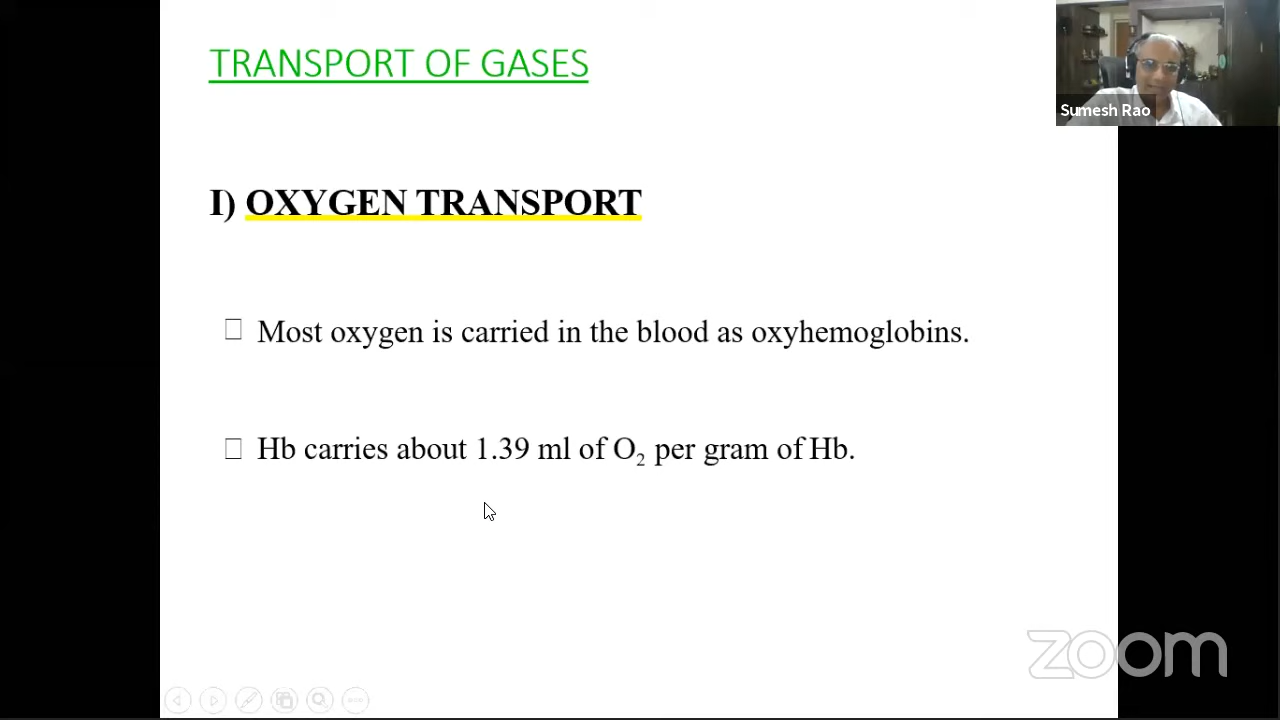 TRANSPORT OF GASES
Sumesh Rao
I) OXYGEN TRANSPORT
Most oxygen is carried in the blood as oxyhemoglobins.
Hb carries about 1.39 ml of O₂ per gram of Hb.
zoom